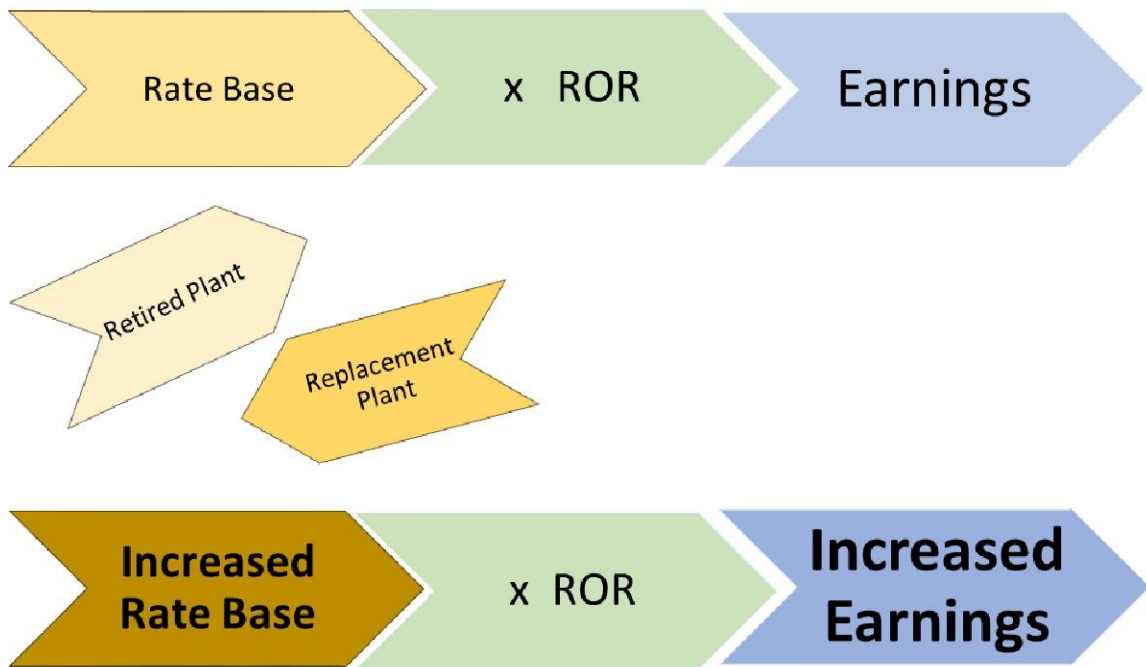 Rate Base
x ROR
Earnings
Retired Plant
Replacement
Plant
Increased
Rate Base
x ROR
Increased
Earnings